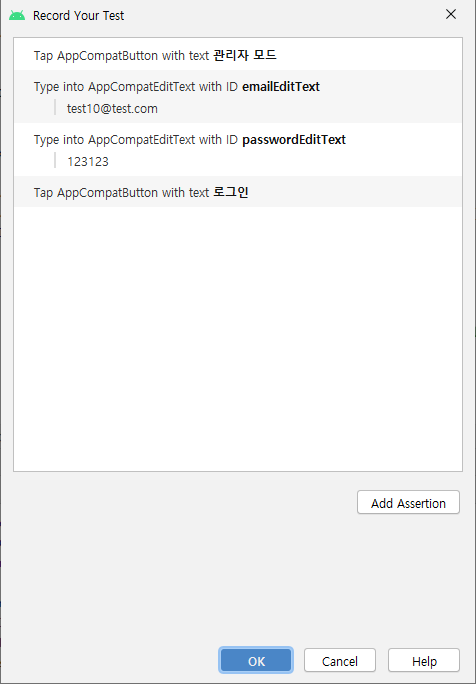 Record Your Test
Tap AppCompatButton with text 관리자 모드
Type into AppCompatEditText with ID emailEditText
test10@test.com
Type into AppCompatEditText with ID passwordEditText
123123
Tap AppCompatButton with text 로그인
Add Assertion
OK
Cancel
Help